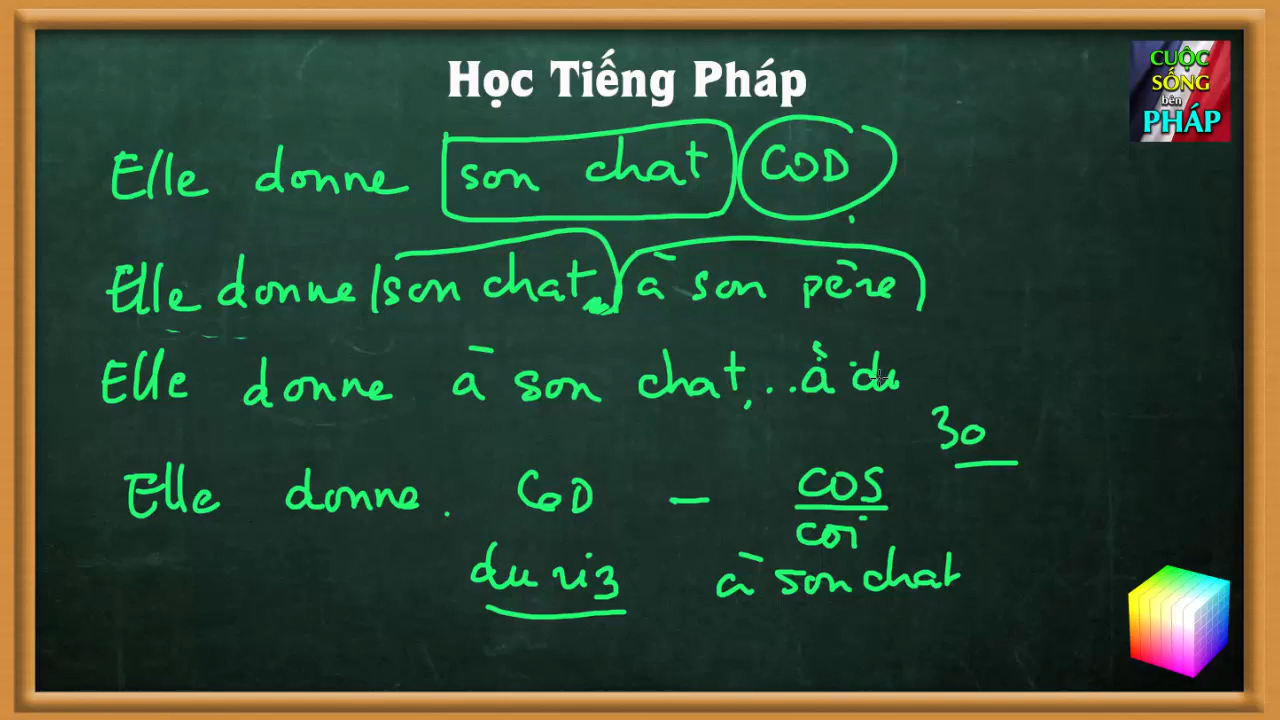 Học Tiếng Pháp
CUỘC
SỐNG
bên
PHÁP
Elle donne son chat COD
Elle donne son chat à son père
Elle donne à son chat, .. à du
30
Elle donne. COD - COS
COI
du riz à son chat